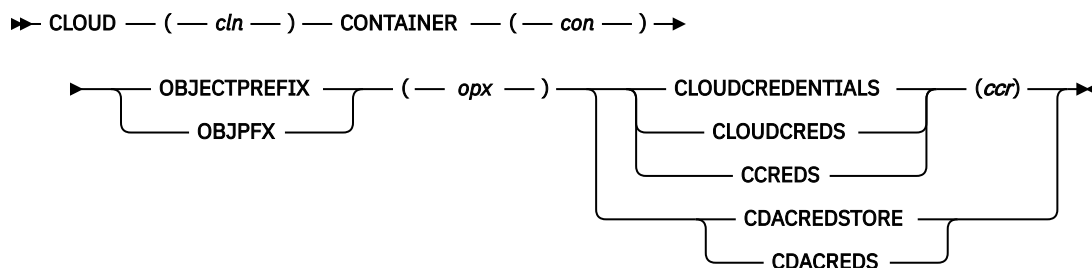 CLOUD ( cln ) CONTAINER ( con )
OBJECTPREFIX ( opx ) CLOUDCREDENTIALS (ccr)
OBJPFX CLOUDCREDS
CCREDS
CDACREDSTORE
CDACREDS